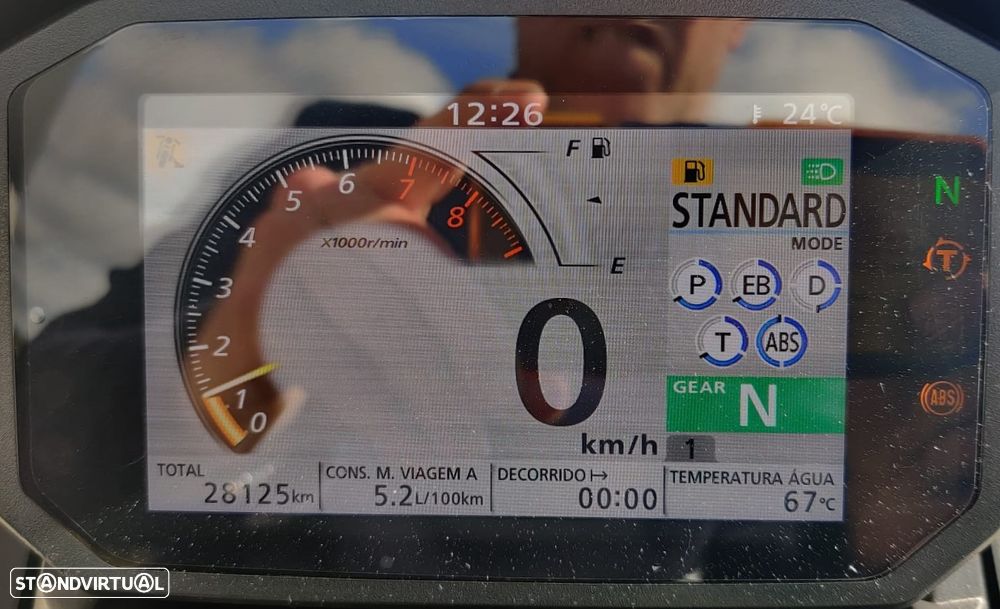 12:26
24°C
F
8
7
6
5
4
3
2
1
0
X1000r/min
E
STANDARD
MODE
P EB D
T ABS
GEAR N
1
0
km/h
N
T
ABS
TOTAL
28125km
CONS. M. VIAGEM A
5.2L/100km
DECORRIDO
00:00
TEMPERATURA ÁGUA
67°C
STANDVIRTUAL